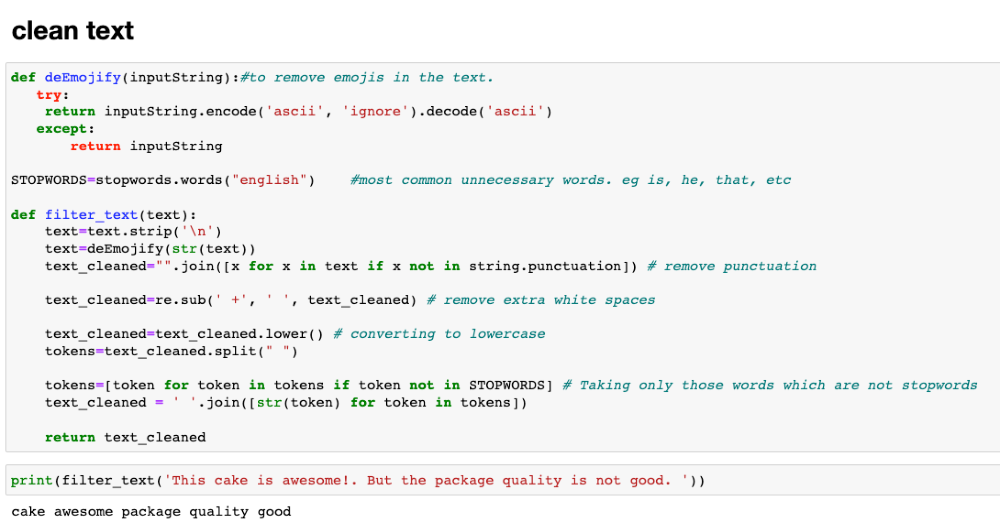 clean text
def deEmojify(inputString):#to remove emojis in the text.
   try:
    return inputString.encode('ascii', 'ignore').decode('ascii')
   except:
       return inputString
STOPWORDS=stopwords.words("english")    #most common unnecessary words. eg is, he, that, etc
def filter_text(text):
    text=text.strip('\n')
    text=deEmojify(str(text))
    text_cleaned="".join([x for x in text if x not in string.punctuation]) # remove punctuation
    text_cleaned=re.sub(' +', ' ', text_cleaned) # remove extra white spaces
    text_cleaned=text_cleaned.lower() # converting to lowercase
    tokens=text_cleaned.split(" ")
    tokens=[token for token in tokens if token not in STOPWORDS] # Taking only those words which are not stopwords
    text_cleaned = ' '.join([str(token) for token in tokens])
    return text_cleaned
print(filter_text('This cake is awesome!. But the package quality is not good. '))
cake awesome package quality good